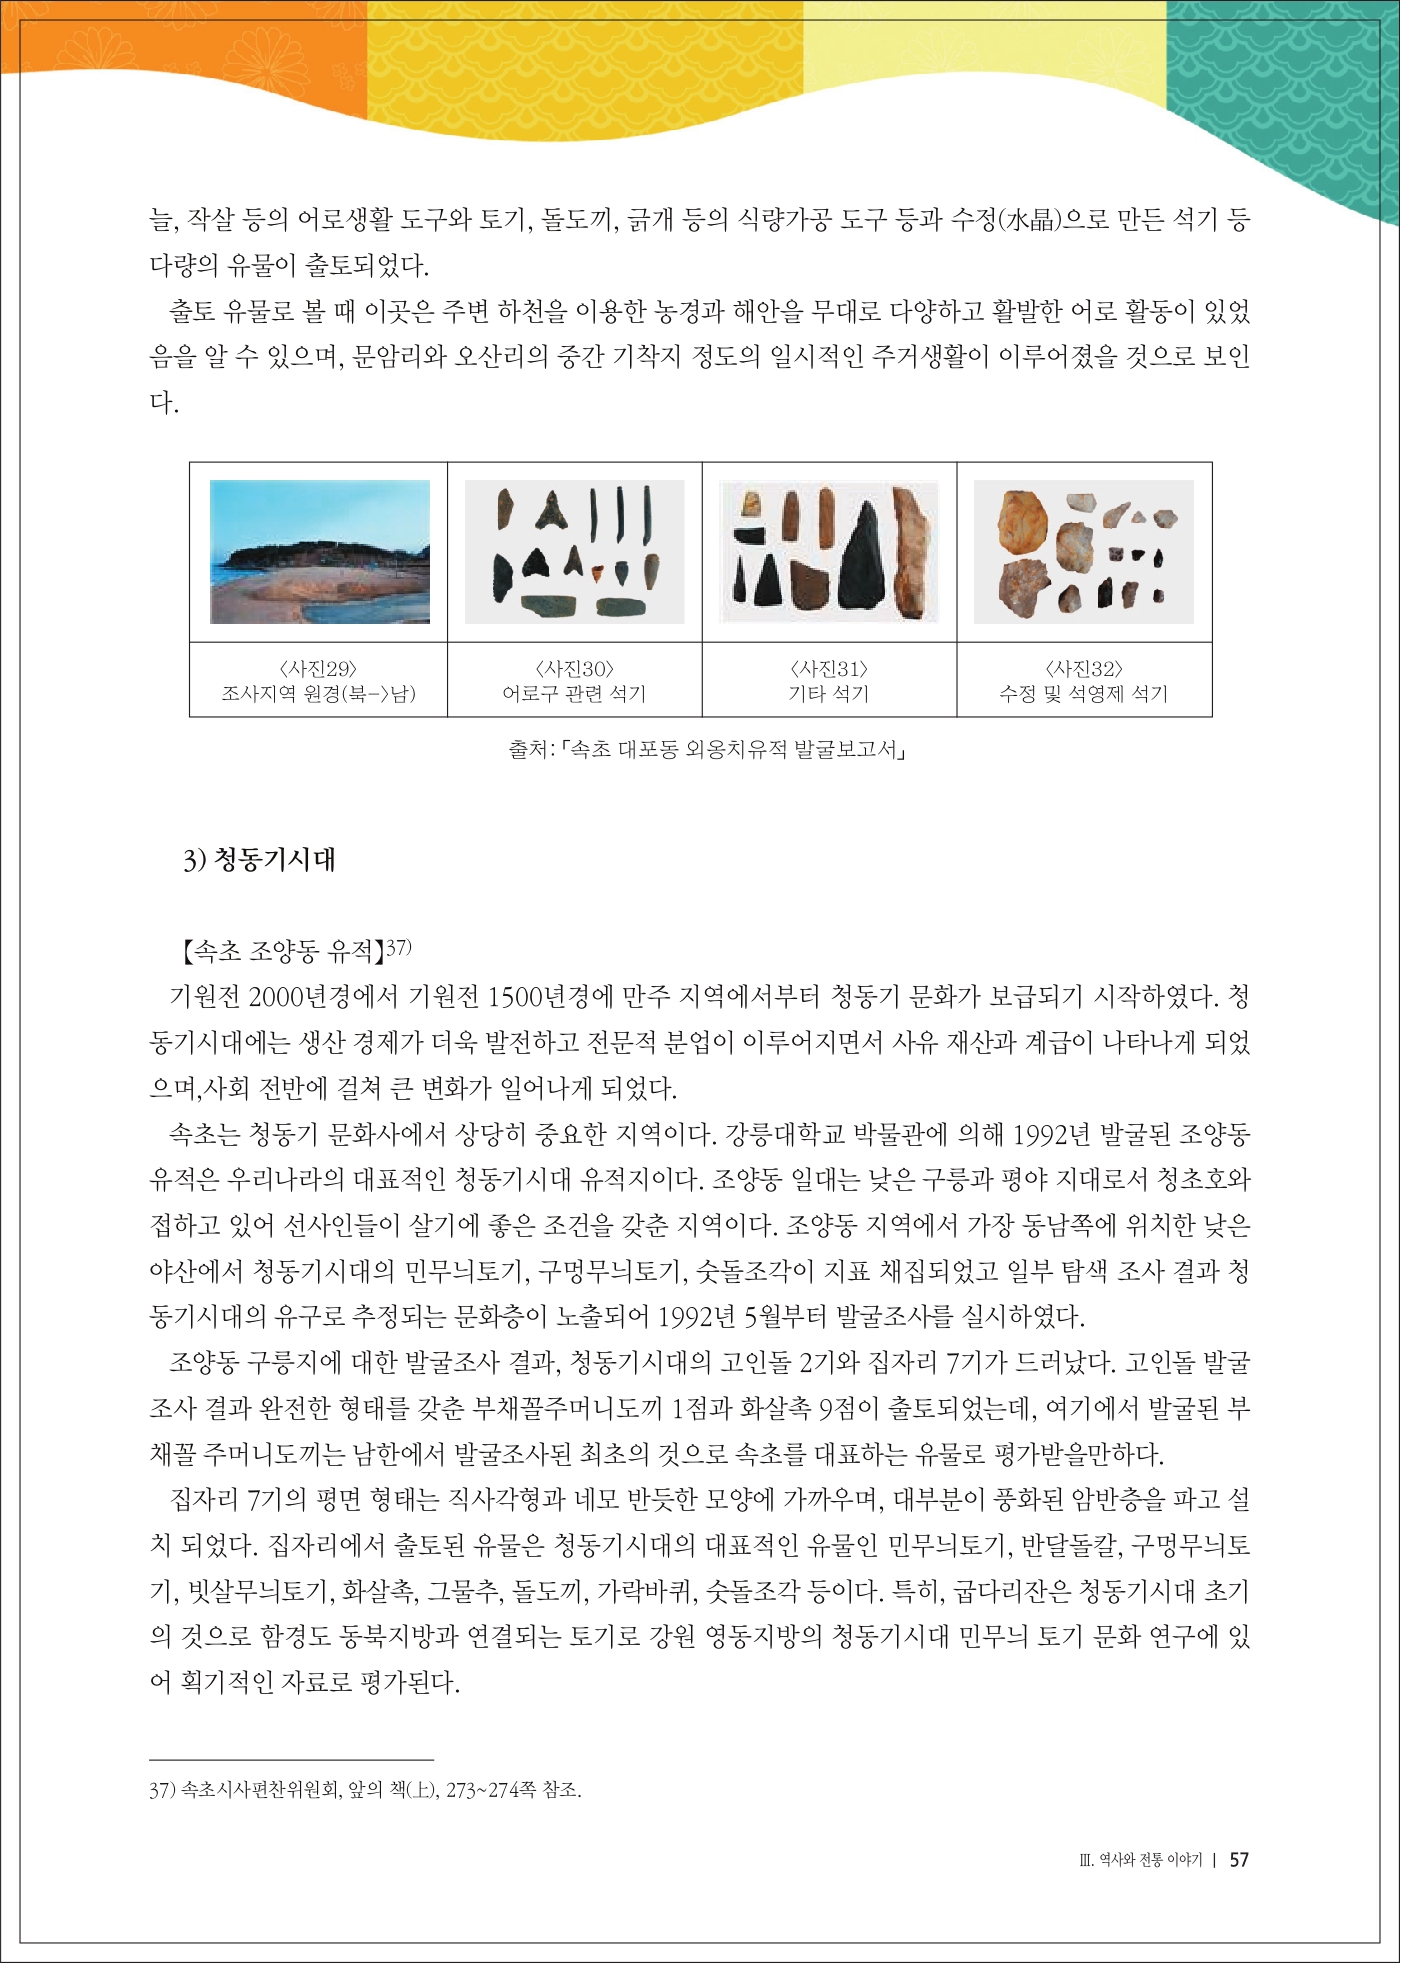 늘, 작살 등의 어로생활 도구와 토기, 돌도끼, 긁개 등의 식량가공 도구 등과 수정(水晶)으로 만든 석기 등
다량의 유물이 출토되었다.
출토 유물로 볼 때 이곳은 주변 하천을 이용한 농경과 해안을 무대로 다양하고 활발한 어로 활동이 있었
음을 알 수 있으며, 문암리와 오산리의 중간 기착지 정도의 일시적인 주거생활이 이루어졌을 것으로 보인
다.
〈사진29〉
조사지역 원경(북->남)
〈사진30〉
어로구 관련 석기
〈사진31〉
기타 석기
〈사진32〉
수정 및 석영제 석기
출처: 「속초 대포동 외옹치유적 발굴보고서」
3) 청동기시대
【속초 조양동 유적】37)
기원전 2000년경에서 기원전 1500년경에 만주 지역에서부터 청동기 문화가 보급되기 시작하였다. 청
동기시대에는 생산 경제가 더욱 발전하고 전문적 분업이 이루어지면서 사유 재산과 계급이 나타나게 되었
으며,사회 전반에 걸쳐 큰 변화가 일어나게 되었다.
속초는 청동기 문화사에서 상당히 중요한 지역이다. 강릉대학교 박물관에 의해 1992년 발굴된 조양동
유적은 우리나라의 대표적인 청동기시대 유적지이다. 조양동 일대는 낮은 구릉과 평야 지대로서 청초호와
접하고 있어 선사인들이 살기에 좋은 조건을 갖춘 지역이다. 조양동 지역에서 가장 동남쪽에 위치한 낮은
야산에서 청동기시대의 민무늬토기, 구멍무늬토기, 숫돌조각이 지표 채집되었고 일부 탐색 조사 결과 청
동기시대의 유구로 추정되는 문화층이 노출되어 1992년 5월부터 발굴조사를 실시하였다.
조양동 구릉지에 대한 발굴조사 결과, 청동기시대의 고인돌 2기와 집자리 7기가 드러났다. 고인돌 발굴
조사 결과 완전한 형태를 갖춘 부채꼴주머니도끼 1점과 화살촉 9점이 출토되었는데, 여기에서 발굴된 부
채꼴 주머니도끼는 남한에서 발굴조사된 최초의 것으로 속초를 대표하는 유물로 평가받을만하다.
집자리 7기의 평면 형태는 직사각형과 네모 반듯한 모양에 가까우며, 대부분이 풍화된 암반층을 파고 설
치 되었다. 집자리에서 출토된 유물은 청동기시대의 대표적인 유물인 민무늬토기, 반달돌칼, 구멍무늬토
기, 빗살무늬토기, 화살촉, 그물추, 돌도끼, 가락바퀴, 숫돌조각 등이다. 특히, 굽다리잔은 청동기시대 초기
의 것으로 함경도 동북지방과 연결되는 토기로 강원 영동지방의 청동기시대 민무늬 토기 문화 연구에 있
어 획기적인 자료로 평가된다.
37) 속초시사편찬위원회, 앞의 책(上), 273~274쪽 참조.
Ⅲ. 역사와 전통 이야기 | 57